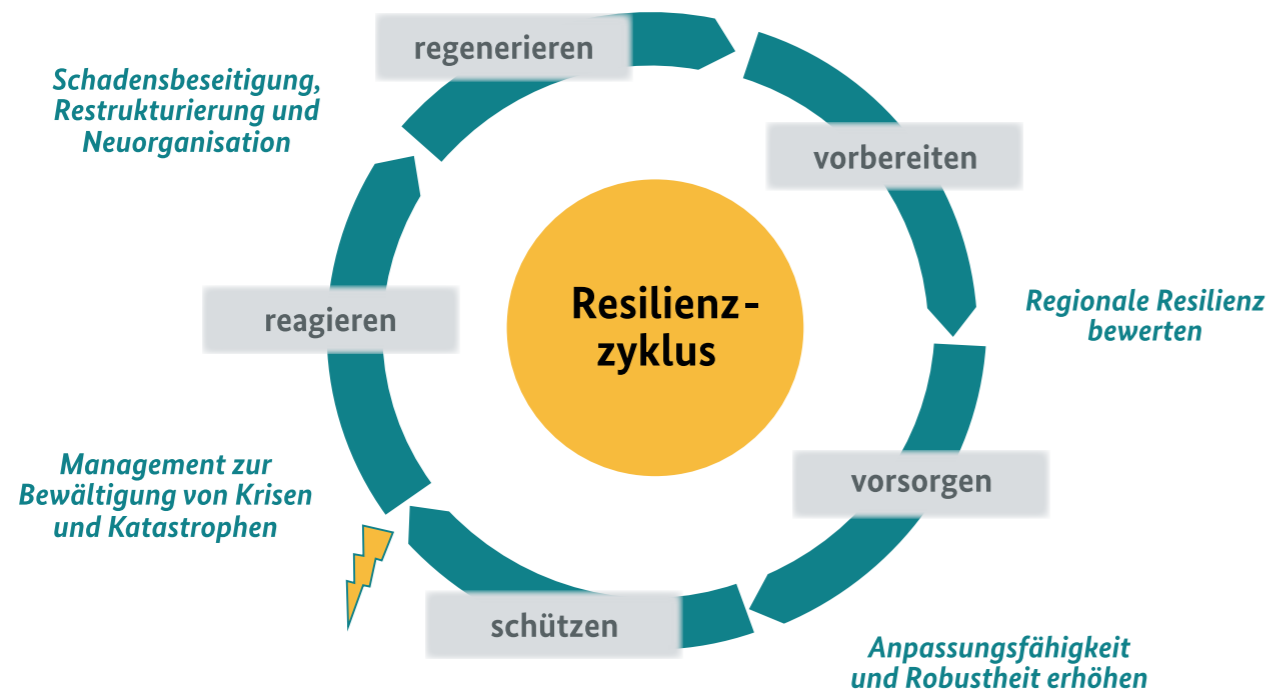 regenerieren
Schadensbeseitigung,
Restrukturierung und
Neuorganisation
vorbereiten
Resilienz-
zyklus
reagieren
Regionale Resilienz
bewerten
Management zur
Bewältigung von Krisen
und Katastrophen
vorsorgen
schützen
Anpassungsfähigkeit
und Robustheit erhöhen